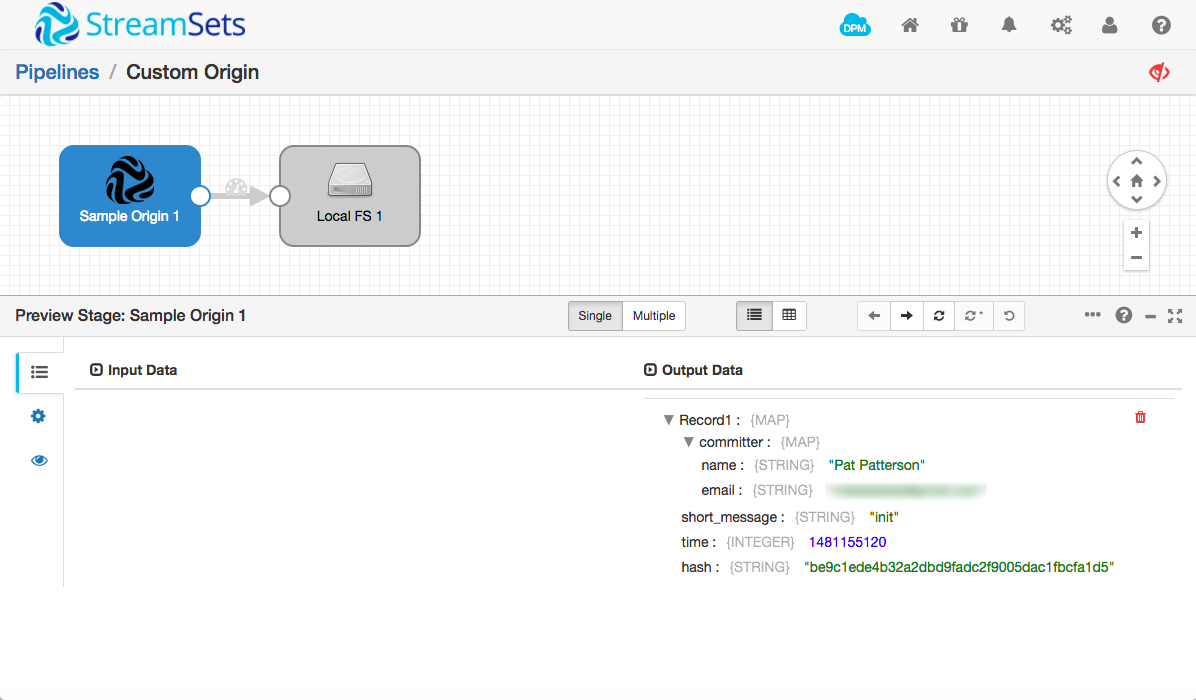 StreamSets
DPM
Pipelines / Custom Origin
Sample Origin 1
Local FS 1
Preview Stage: Sample Origin 1
Single
Multiple
Input Data
Output Data
Record1 : {MAP}
committer : {MAP}
name : {STRING} "Pat Patterson"
email : {STRING}
short_message : {STRING} "init"
time : {INTEGER} 1481155120
hash : {STRING} "be9c1ede4b32a2dbd9fadc2f9005dac1fbcfa1d5"